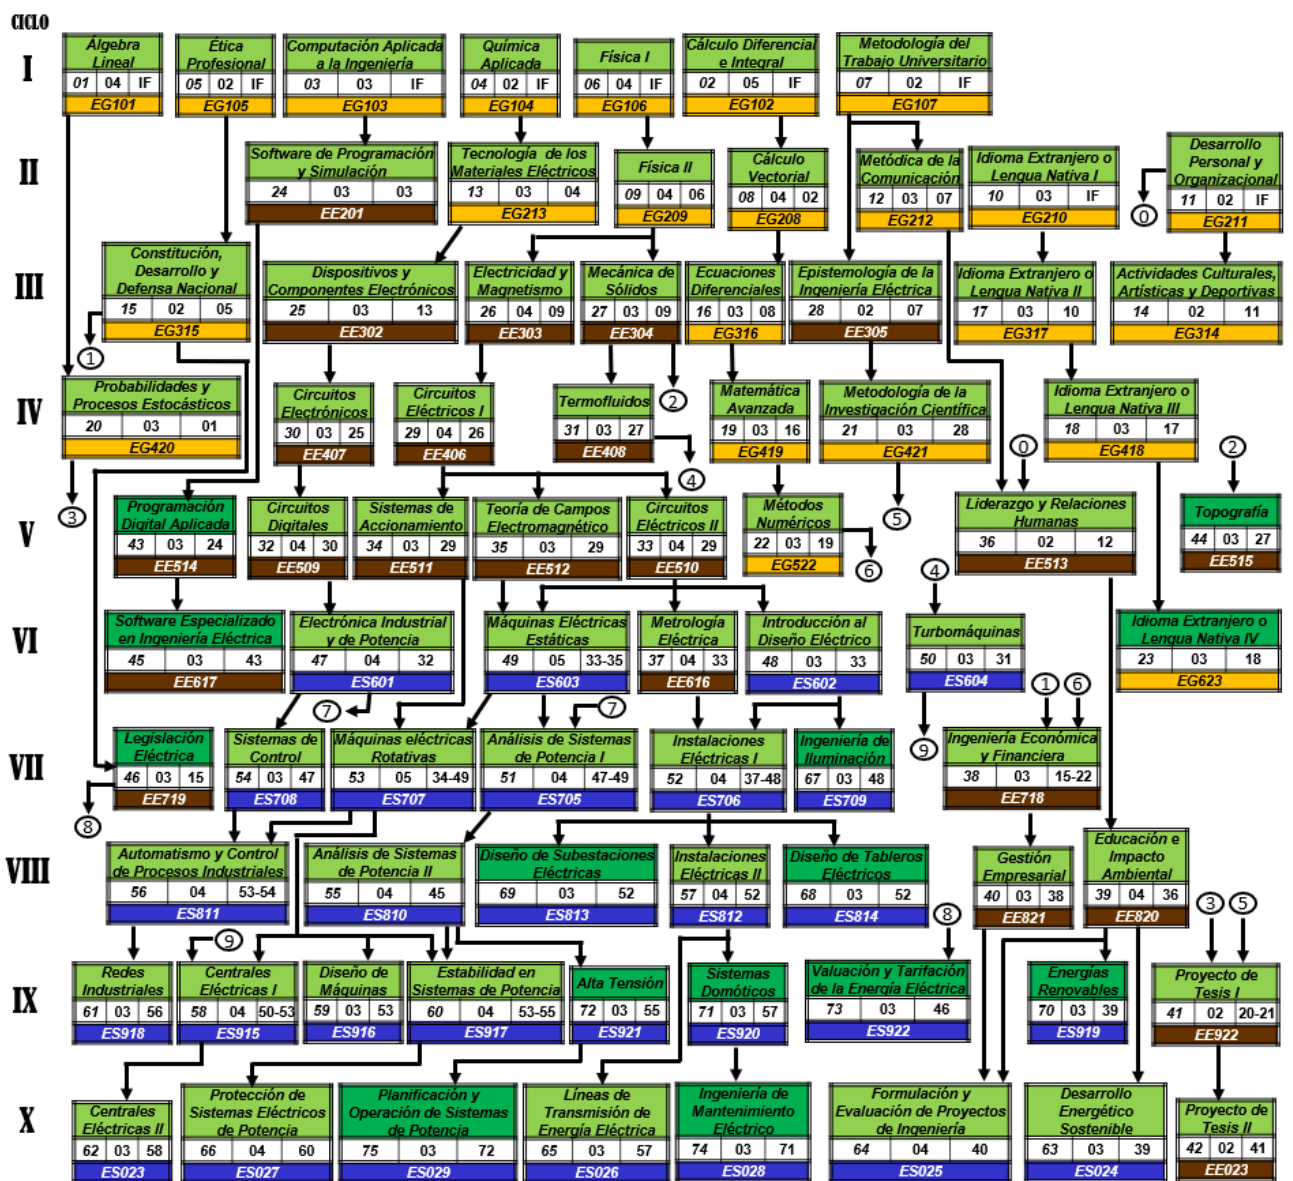 CICLO
I
Álgebra
Lineal
01 04 IF
EG101
Ética
Profesional
05 02 IF
EG105
Computación Aplicada
a la Ingeniería
03 03 IF
EG103
Química
Aplicada
04 02 IF
EG104
Física I
06 04 IF
EG106
Cálculo Diferencial
e Integral
02 05 IF
EG102
Metodología del
Trabajo Universitario
07 02 IF
EG107
II
Software de Programación
y Simulación
24 03 03
EE201
Tecnología de los
Materiales Eléctricos
13 03 04
EG213
Física II
09 04 06
EG209
Cálculo
Vectorial
08 04 02
EG208
Metódica de la
Comunicación
12 03 07
EG212
Idioma Extranjero o
Lengua Nativa I
10 03 IF
EG210
Desarrollo
Personal y
Organizacional
11 02 IF
EG211
0
III
Constitución,
Desarrollo y
Defensa Nacional
15 02 05
EG315
1
Dispositivos y
Componentes Electrónicos
25 03 13
EE302
Electricidad y
Magnetismo
26 04 09
EE303
Mecánica de
Sólidos
27 03 09
EE304
2
Ecuaciones
Diferenciales
16 03 08
EG316
Epistemología de la
Ingeniería Eléctrica
28 02 07
EE305
Idioma Extranjero o
Lengua Nativa II
17 03 10
EG317
Actividades Culturales,
Artísticas y Deportivas
14 02 11
EG314
IV
Probabilidades y
Procesos Estocásticos
20 03 01
EG420
3
Circuitos
Electrónicos
30 03 25
EE407
Circuitos
Eléctricos I
29 04 26
EE406
Termofluidos
31 03 27
EE408
4
Matemática
Avanzada
19 03 16
EG419
Metodología de la
Investigación Científica
21 03 28
EG421
5
Idioma Extranjero o
Lengua Nativa III
18 03 17
EG418
0
2
V
Programación
Digital Aplicada
43 03 24
EE514
Circuitos
Digitales
32 04 30
EE509
Sistemas de
Accionamiento
34 03 29
EE511
Teoría de Campos
Electromagnético
35 03 29
EE512
Circuitos
Eléctricos II
33 04 29
EE510
Métodos
Numéricos
22 03 19
EG522
6
Liderazgo y Relaciones
Humanas
36 02 12
EE513
Topografía
44 03 27
EE515
4
VI
Software Especializado
en Ingeniería Eléctrica
45 03 43
EE617
Electrónica Industrial
y de Potencia
47 04 32
ES601
7
Máquinas Eléctricas
Estáticas
49 05 33-35
ES603
Metrología
Eléctrica
37 04 33
EE616
Introducción al
Diseño Eléctrico
48 03 33
ES602
Turbomáquinas
50 03 31
ES604
9
Idioma Extranjero o
Lengua Nativa IV
23 03 18
EG623
7
1
6
VII
Legislación
Eléctrica
46 03 15
EE719
8
Sistemas de
Control
54 03 47
ES708
Máquinas eléctricas
Rotativas
53 05 34-49
ES707
Análisis de Sistemas
de Potencia I
51 04 47-49
ES705
Instalaciones
Eléctricas I
52 04 37-48
ES706
Ingeniería de
Iluminación
67 03 48
ES709
Ingeniería Económica
y Financiera
38 03 15-22
EE718
VIII
Automatismo y Control
de Procesos Industriales
56 04 53-54
ES811
Análisis de Sistemas
de Potencia II
55 04 45
ES810
Diseño de Subestaciones
Eléctricas
69 03 52
ES813
Instalaciones
Eléctricas II
57 04 52
ES812
Diseño de Tableros
Eléctricos
68 03 52
ES814
Gestión
Empresarial
40 03 38
EE821
Educación e
Impacto
Ambiental
39 04 36
EE820
9
8
3
5
IX
Redes
Industriales
61 03 56
ES918
Centrales
Eléctricas I
58 04 50-53
ES915
Diseño de
Máquinas
59 03 53
ES916
Estabilidad en
Sistemas de Potencia
60 04 53-55
ES917
Alta Tensión
72 03 55
ES921
Sistemas
Domóticos
71 03 57
ES920
Valuación y Tarifación
de la Energía Eléctrica
73 03 46
ES922
Energías
Renovables
70 03 39
ES919
Proyecto de
Tesis I
41 02 20-21
EE922
X
Centrales
Eléctricas II
62 03 58
ES023
Protección de
Sistemas Eléctricos
de Potencia
66 04 60
ES027
Planificación y
Operación de Sistemas
de Potencia
75 03 72
ES029
Líneas de
Transmisión de
Energía Eléctrica
65 03 57
ES026
Ingeniería de
Mantenimiento
Eléctrico
74 03 71
ES028
Formulación y
Evaluación de Proyectos
de Ingeniería
64 04 40
ES025
Desarrollo
Energético
Sostenible
63 03 39
ES024
Proyecto de
Tesis II
42 02 41
EE023